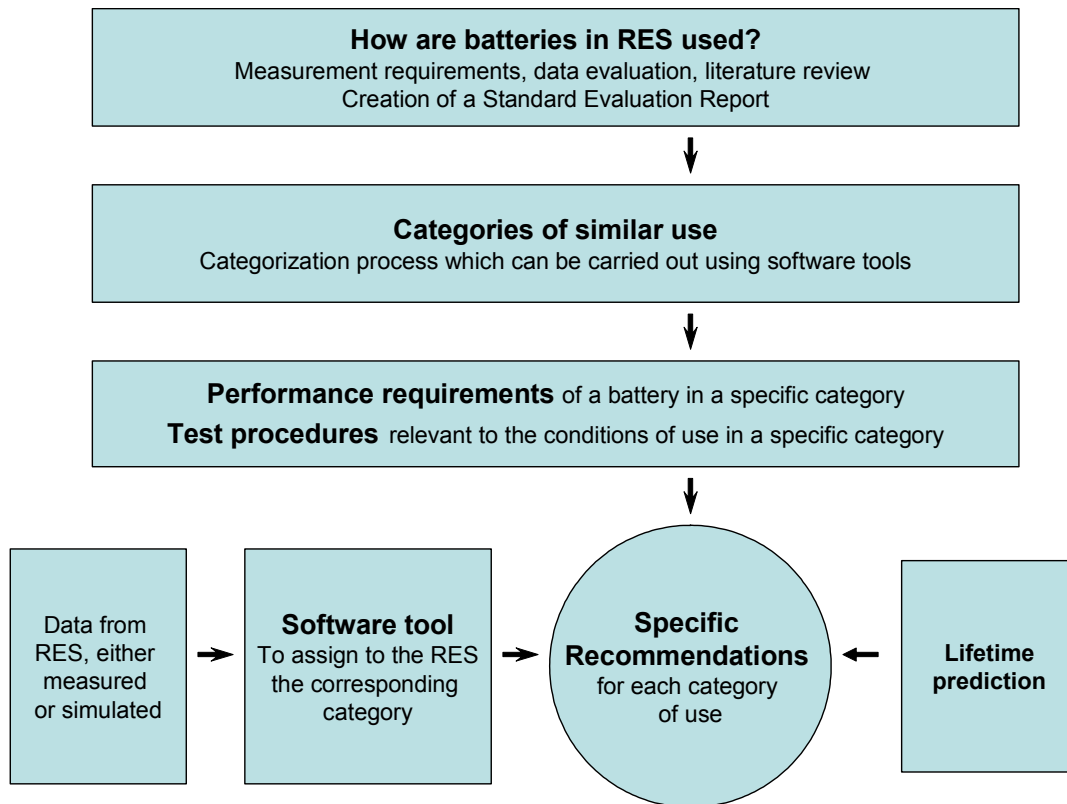 How are batteries in RES used?
Measurement requirements, data evaluation, literature review
Creation of a Standard Evaluation Report
Categories of similar use
Categorization process which can be carried out using software tools
Performance requirements of a battery in a specific category
Test procedures relevant to the conditions of use in a specific category
Data from
RES, either
measured
or simulated
Software tool
To assign to the RES
the corresponding
category
Specific
Recommendations
for each category
of use
Lifetime
prediction